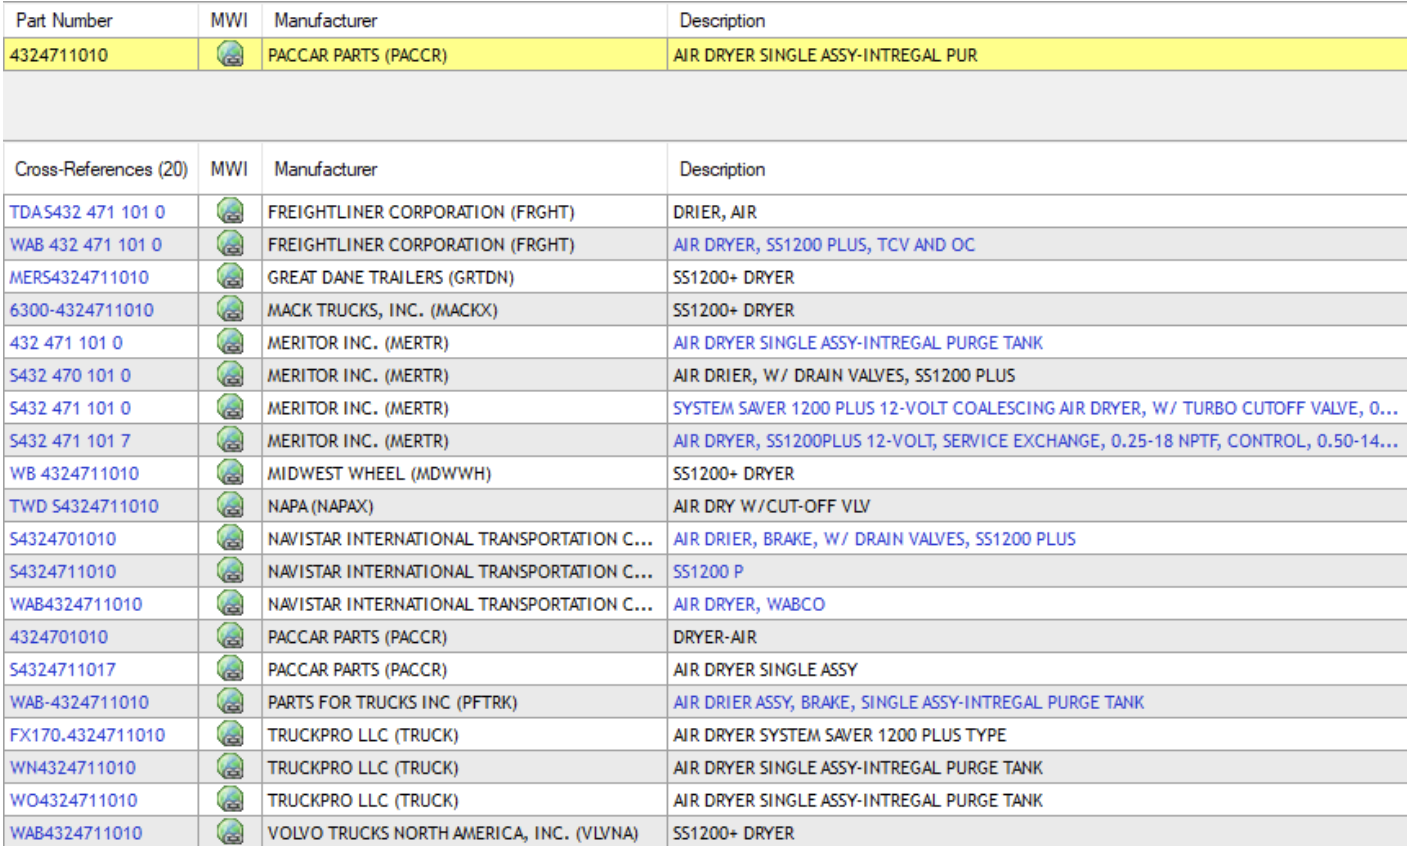 Part Number MWI Manufacturer Description
4324711010 PACCAR PARTS (PACCR) AIR DRYER SINGLE ASSY-INTREGAL PUR
Cross-References (20) MWI Manufacturer Description
TDAS432 471 101 0 FREIGHTLINER CORPORATION (FRGHT) DRIER, AIR
WAB 432 471 101 0 FREIGHTLINER CORPORATION (FRGHT) AIR DRYER, SS1200 PLUS, TCV AND OC
MERS4324711010 GREAT DANE TRAILERS (GRTDN) SS1200+ DRYER
6300-4324711010 MACK TRUCKS, INC. (MACKX) SS1200+ DRYER
432 471 101 0 MERITOR INC. (MERTR) AIR DRYER SINGLE ASSY-INTREGAL PURGE TANK
S432 470 101 0 MERITOR INC. (MERTR) AIR DRIER, W/ DRAIN VALVES, SS1200 PLUS
S432 471 101 0 MERITOR INC. (MERTR) SYSTEM SAVER 1200 PLUS 12-VOLT COALESCING AIR DRYER, W/ TURBO CUTOFF VALVE, 0...
S432 471 101 7 MERITOR INC. (MERTR) AIR DRYER, SS1200PLUS 12-VOLT, SERVICE EXCHANGE, 0.25-18 NPTF, CONTROL, 0.50-14...
WB 4324711010 MIDWEST WHEEL (MDWWH) SS1200+ DRYER
TWD S4324711010 NAPA (NAPAX) AIR DRY W/CUT-OFF VLV
S4324701010 NAVISTAR INTERNATIONAL TRANSPORTATION C... AIR DRIER, BRAKE, W/ DRAIN VALVES, SS1200 PLUS
S4324711010 NAVISTAR INTERNATIONAL TRANSPORTATION C... SS1200 P
WAB4324711010 NAVISTAR INTERNATIONAL TRANSPORTATION C... AIR DRYER, WABCO
4324701010 PACCAR PARTS (PACCR) DRYER-AIR
S4324711017 PACCAR PARTS (PACCR) AIR DRYER SINGLE ASSY
WAB-4324711010 PARTS FOR TRUCKS INC (PFTRK) AIR DRIER ASSY, BRAKE, SINGLE ASSY-INTREGAL PURGE TANK
FX170.4324711010 TRUCKPRO LLC (TRUCK) AIR DRYER SYSTEM SAVER 1200 PLUS TYPE
WN4324711010 TRUCKPRO LLC (TRUCK) AIR DRYER SINGLE ASSY-INTREGAL PURGE TANK
WO4324711010 TRUCKPRO LLC (TRUCK) AIR DRYER SINGLE ASSY-INTREGAL PURGE TANK
WAB4324711010 VOLVO TRUCKS NORTH AMERICA, INC. (VLVNA) SS1200+ DRYER